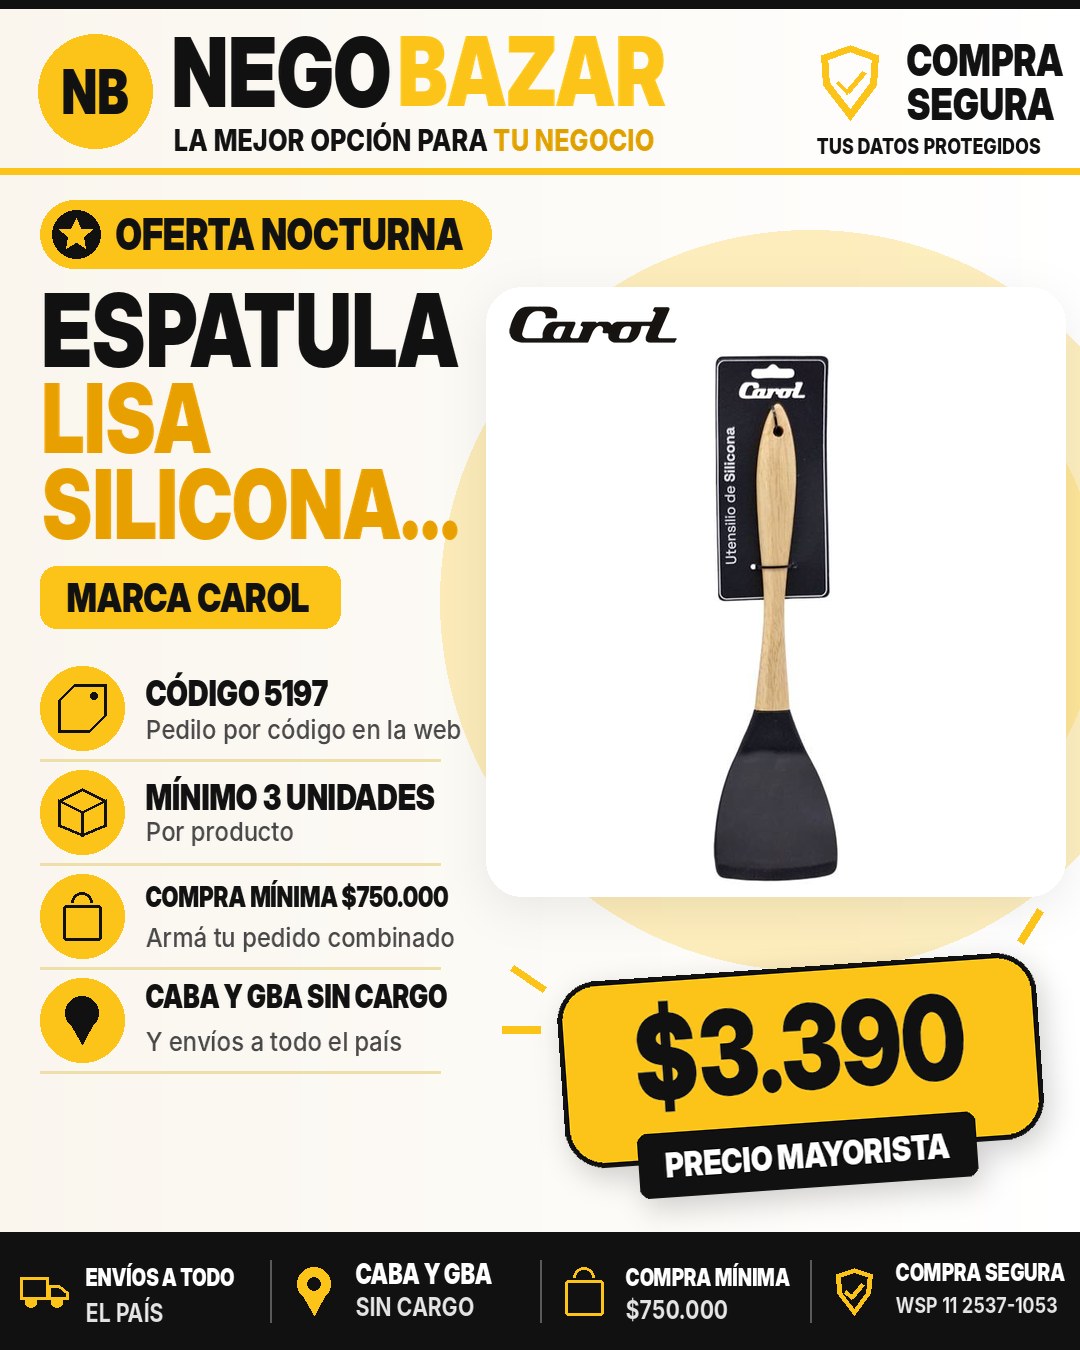 NB
NEGO BAZAR
LA MEJOR OPCIÓN PARA TU NEGOCIO
COMPRA
SEGURA
TUS DATOS PROTEGIDOS
OFERTA NOCTURNA
ESPATULA
LISA
SILICONA...
MARCA CAROL
CÓDIGO 5197
Pedilo por código en la web
MÍNIMO 3 UNIDADES
Por producto
COMPRA MÍNIMA $750.000
Armá tu pedido combinado
CABA Y GBA SIN CARGO
Y envíos a todo el país
Carol
Carol
Utensilio de Silicona
$3.390
PRECIO MAYORISTA
ENVÍOS A TODO
EL PAÍS
CABA Y GBA
SIN CARGO
COMPRA MÍNIMA
$750.000
COMPRA SEGURA
WSP 11 2537-1053